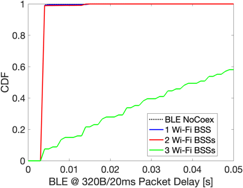 1
0.8
0.6
0.4
0.2
0
CDF
BLE NoCoex
1 Wi-Fi BSS
2 Wi-Fi BSSs
3 Wi-Fi BSSs
0 0.01 0.02 0.03 0.04 0.05
BLE @ 320B/20ms Packet Delay [s]